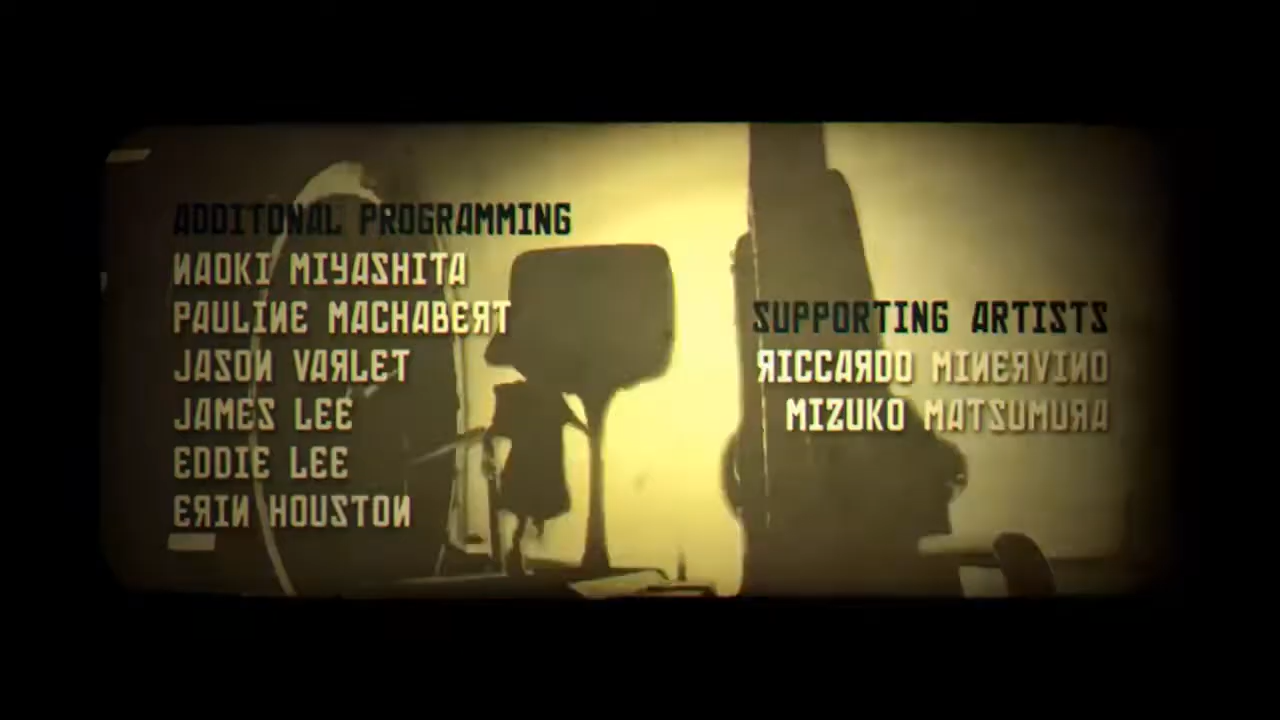 ADDITONAL PROGRAMMING
NAOKI MIYASHITA
PAULINE MACHABERT
JASON VARLET
JAMES LEE
EDDIE LEE
ERIN HOUSTON
SUPPORTING ARTISTS
RICCARDO MINERVINO
MIZUKO MATSUMURA